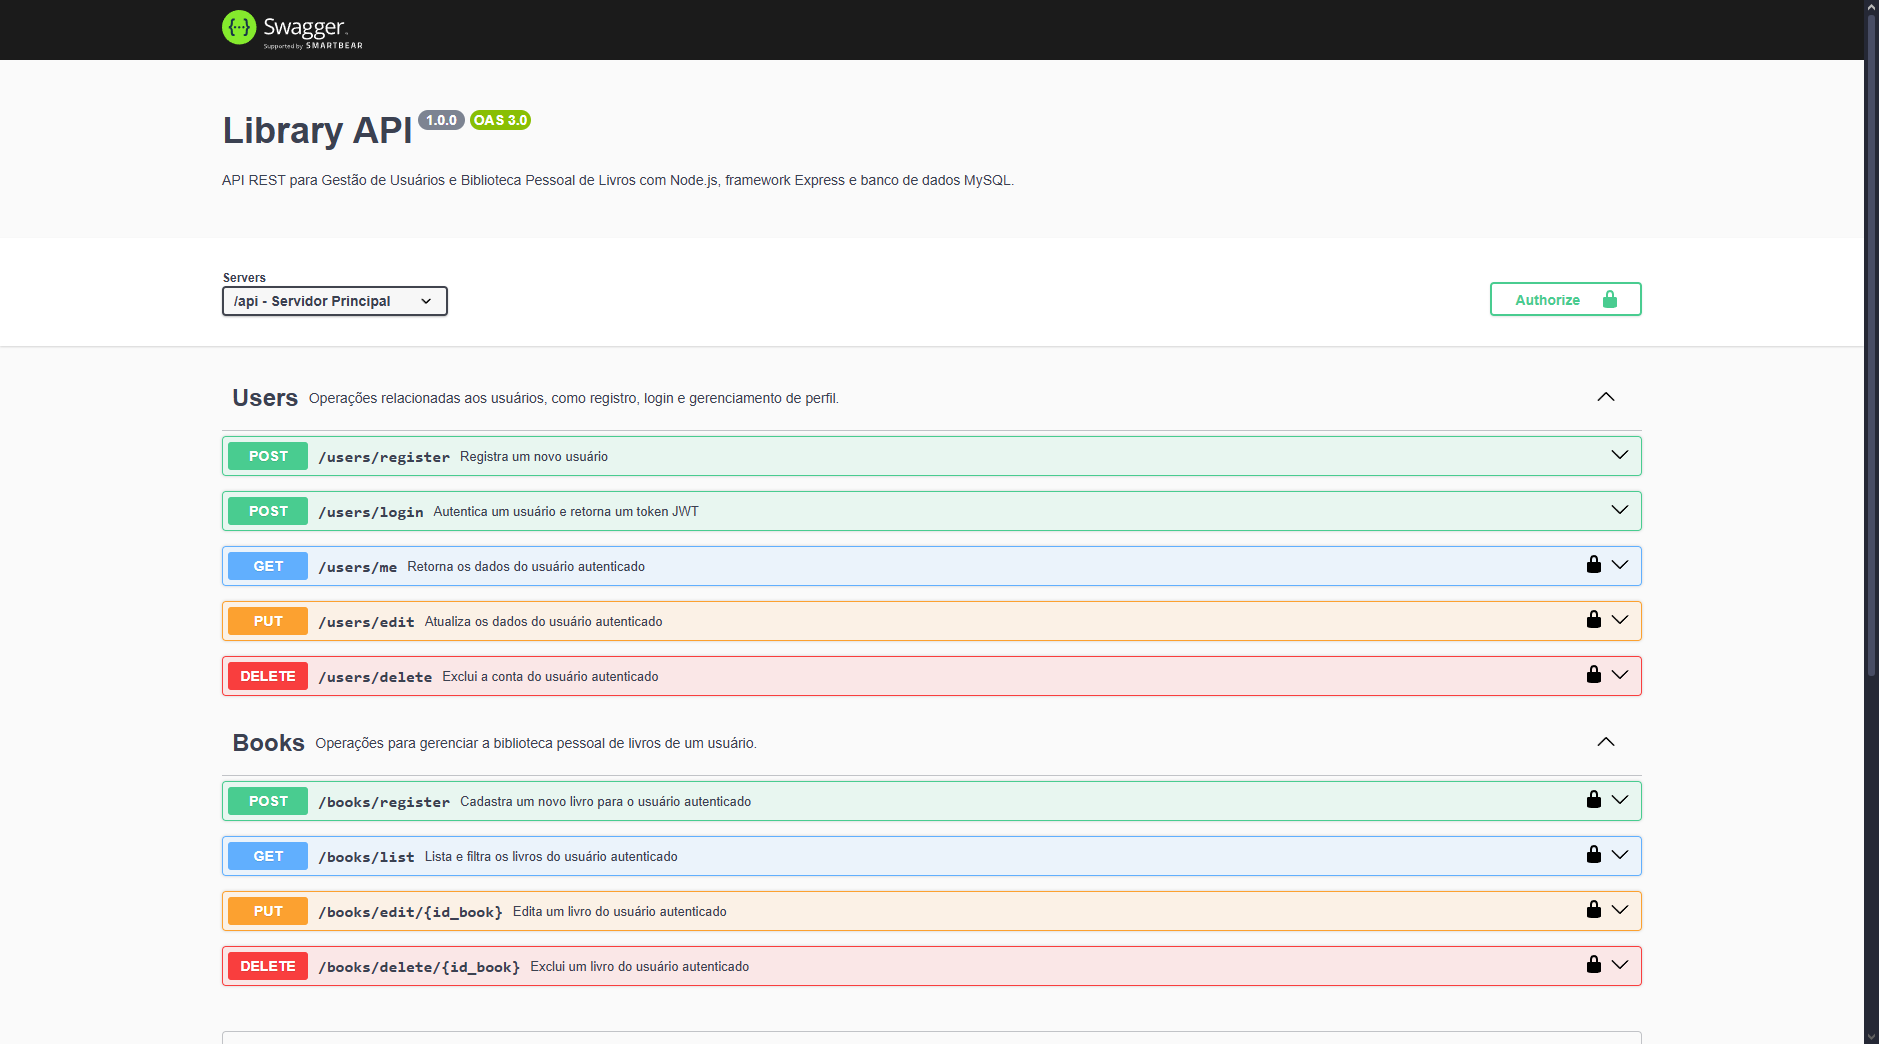 {···} Swagger
Supported by SMARTBEAR
Library API 1.0.0 OAS 3.0
API REST para Gestão de Usuários e Biblioteca Pessoal de Livros com Node.js, framework Express e banco de dados MySQL.
Servers
/api - Servidor Principal
Authorize
Users Operações relacionadas aos usuários, como registro, login e gerenciamento de perfil.
POST /users/register Registra um novo usuário
POST /users/login Autentica um usuário e retorna um token JWT
GET /users/me Retorna os dados do usuário autenticado
PUT /users/edit Atualiza os dados do usuário autenticado
DELETE /users/delete Exclui a conta do usuário autenticado
Books Operações para gerenciar a biblioteca pessoal de livros de um usuário.
POST /books/register Cadastra um novo livro para o usuário autenticado
GET /books/list Lista e filtra os livros do usuário autenticado
PUT /books/edit/{id_book} Edita um livro do usuário autenticado
DELETE /books/delete/{id_book} Exclui um livro do usuário autenticado